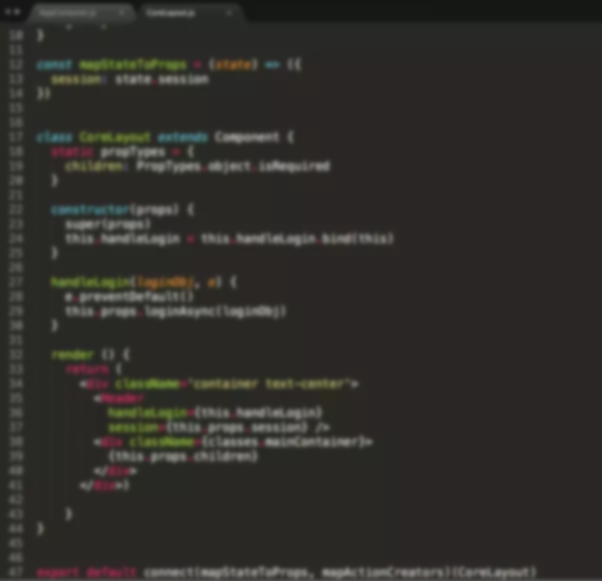 AppContainer.js × CoreLayout.js ×
10 }
11
12 const mapStateToProps = (state) => ({
13 session: state.session
14 })
15
16
17 class CoreLayout extends Component {
18 static propTypes = {
19 children: PropTypes.object.isRequired
20 }
21
22 constructor(props) {
23 super(props)
24 this.handleLogin = this.handleLogin.bind(this)
25 }
26
27 handleLogin(loginObj, e) {
28 e.preventDefault()
29 this.props.loginAsync(loginObj)
30 }
31
32 render () {
33 return (
34 <div className="container text-center">
35 <Header
36 handleLogin={this.handleLogin}
37 session={this.props.session} />
38 <div className={classes.mainContainer}>
39 {this.props.children}
40 </div>
41 </div>)
42
43 }
44 }
45
46
47 export default connect(mapStateToProps, mapActionCreators)(CoreLayout)